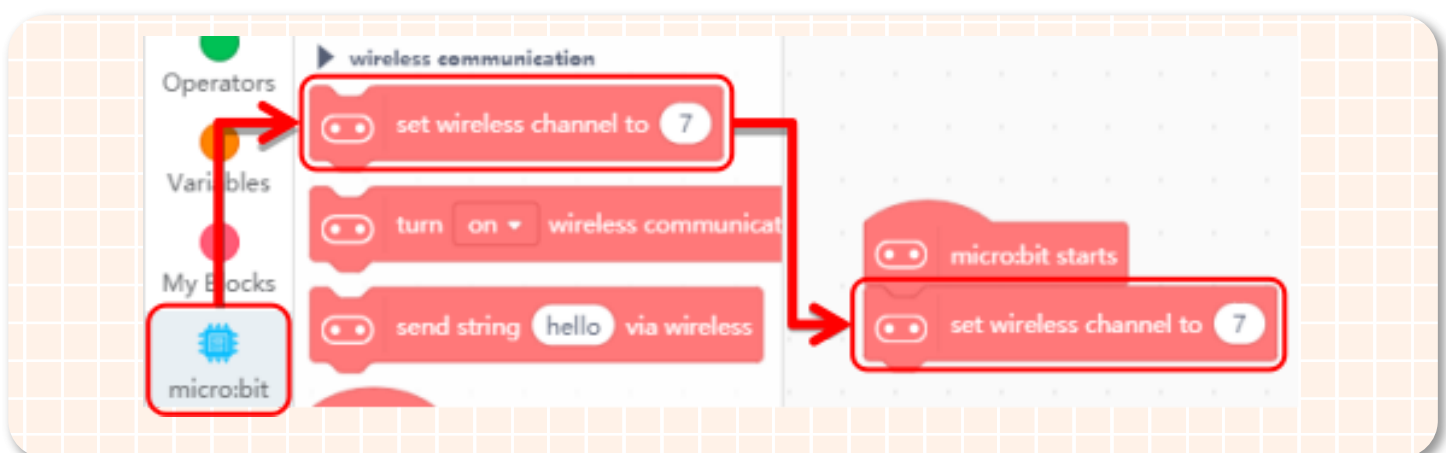 Operators
Variables
My Blocks
micro:bit
wireless communication
set wireless channel to 7
turn on wireless communicat
send string hello via wireless
micro:bit starts
set wireless channel to 7